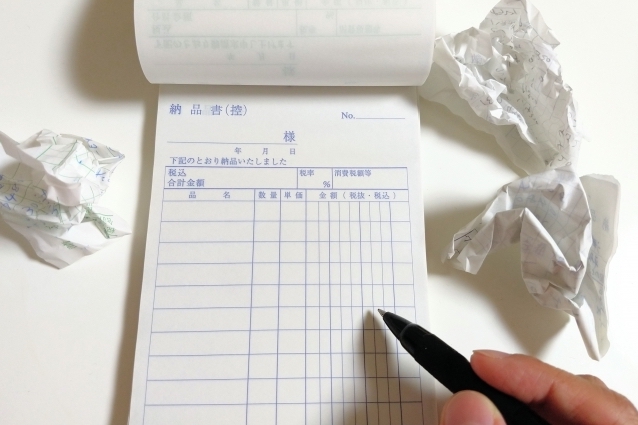 納品書(控)
No.
様
年 月 日
下記のとおり納品いたしました
税込
合計金額
税率
%
消費税額等
品 名 数量 単価 金額(税抜・税込)